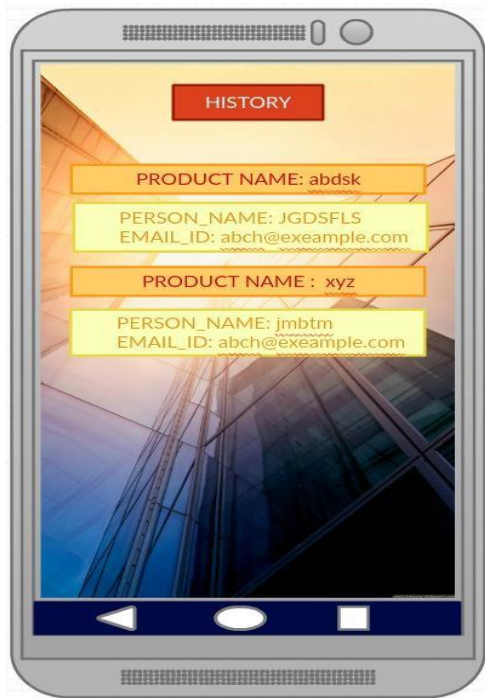 HISTORY
PRODUCT NAME: abdsk
PERSON_NAME: JGDSFLS
EMAIL_ID: abch@exeample.com
PRODUCT NAME : xyz
PERSON_NAME: jmbtm
EMAIL_ID: abch@exeample.com